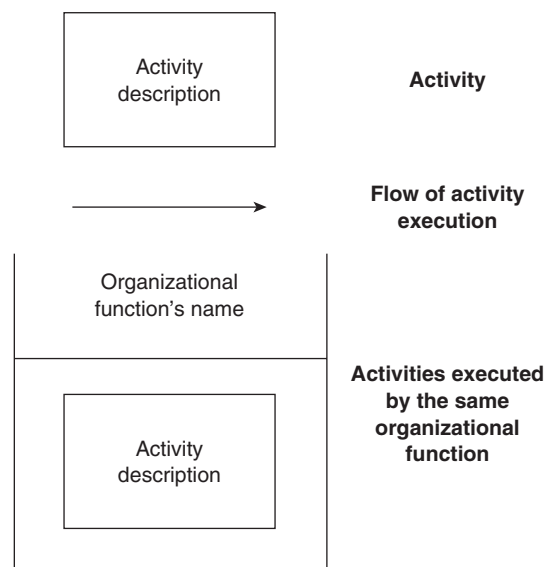 Activity
description
Activity
Flow of activity
execution
Organizational
function's name
Activities executed
by the same
organizational
function
Activity
description